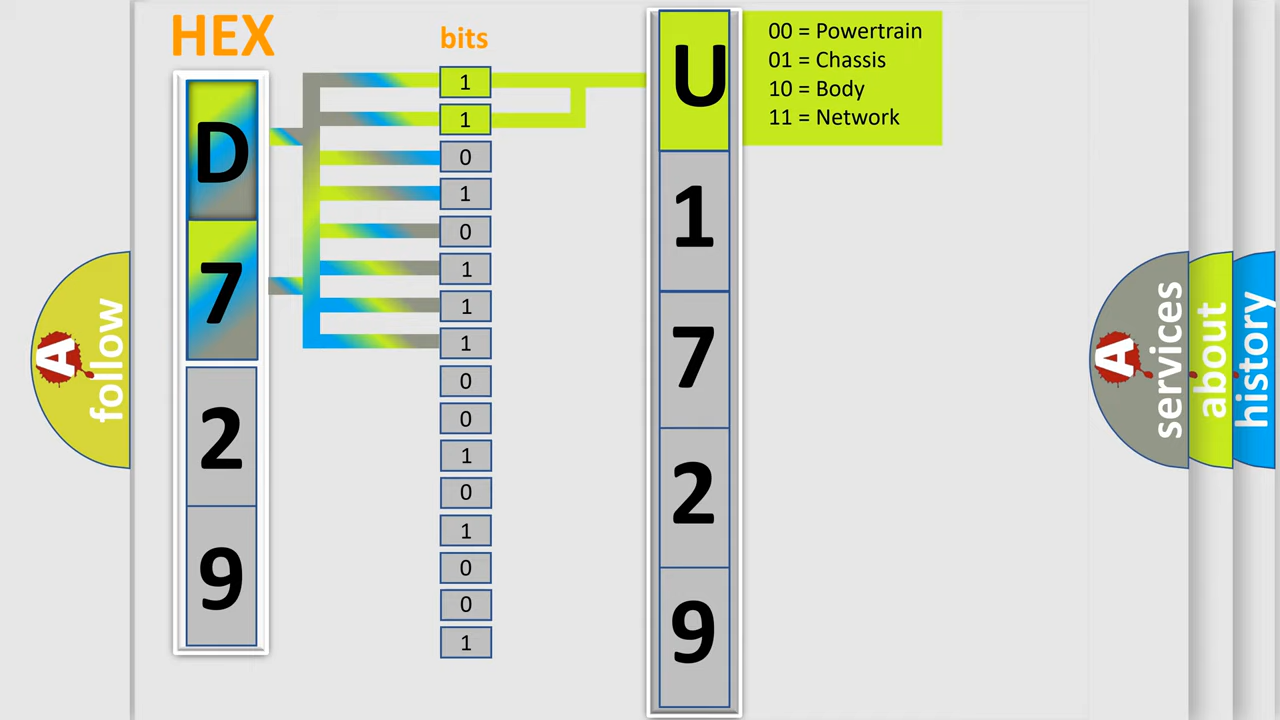 HEX
bits
D
7
2
9
1
1
0
1
0
1
1
1
0
0
1
0
1
0
0
1
U
1
7
2
9
00 = Powertrain
01 = Chassis
10 = Body
11 = Network
A
follow
A
services
about
history